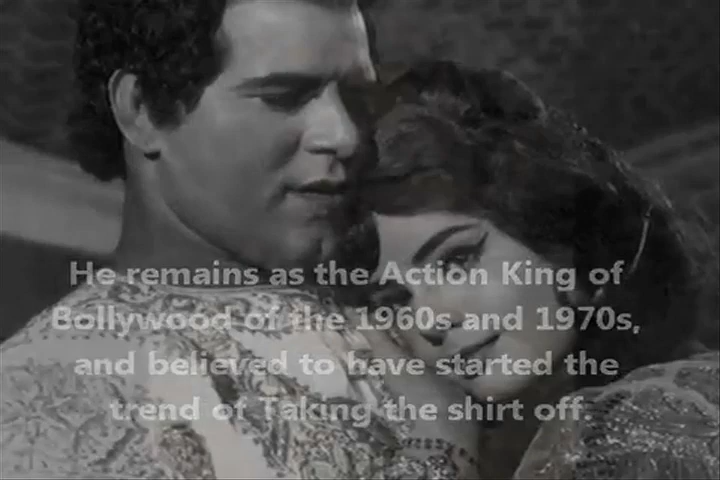 He remains as the Action King of
Bollywood of the 1960s and 1970s,
and believed to have started the
trend of Taking the shirt off.